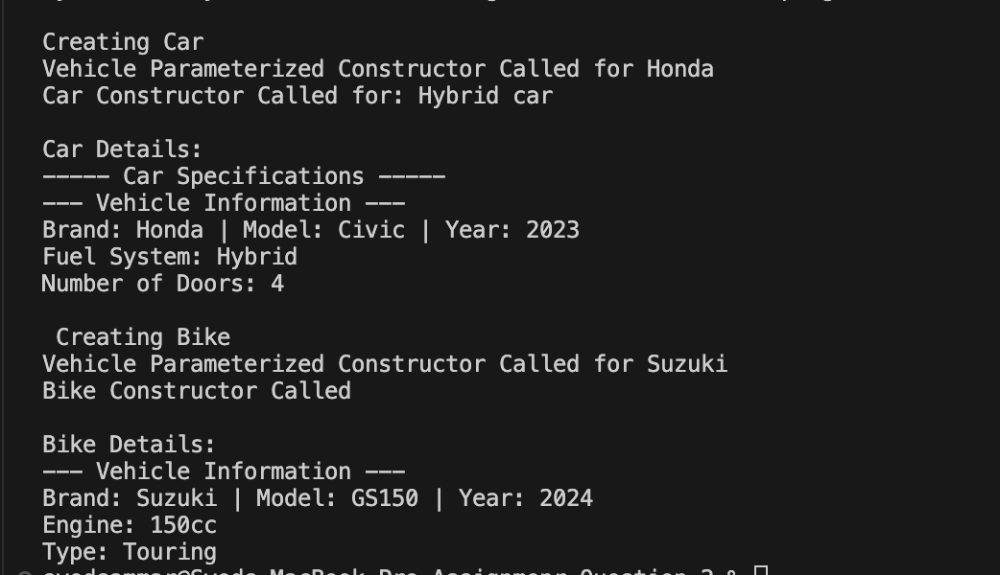 Creating Car
Vehicle Parameterized Constructor Called for Honda
Car Constructor Called for: Hybrid car
Car Details:
----- Car Specifications -----
--- Vehicle Information ---
Brand: Honda | Model: Civic | Year: 2023
Fuel System: Hybrid
Number of Doors: 4
Creating Bike
Vehicle Parameterized Constructor Called for Suzuki
Bike Constructor Called
Bike Details:
--- Vehicle Information ---
Brand: Suzuki | Model: GS150 | Year: 2024
Engine: 150cc
Type: Touring